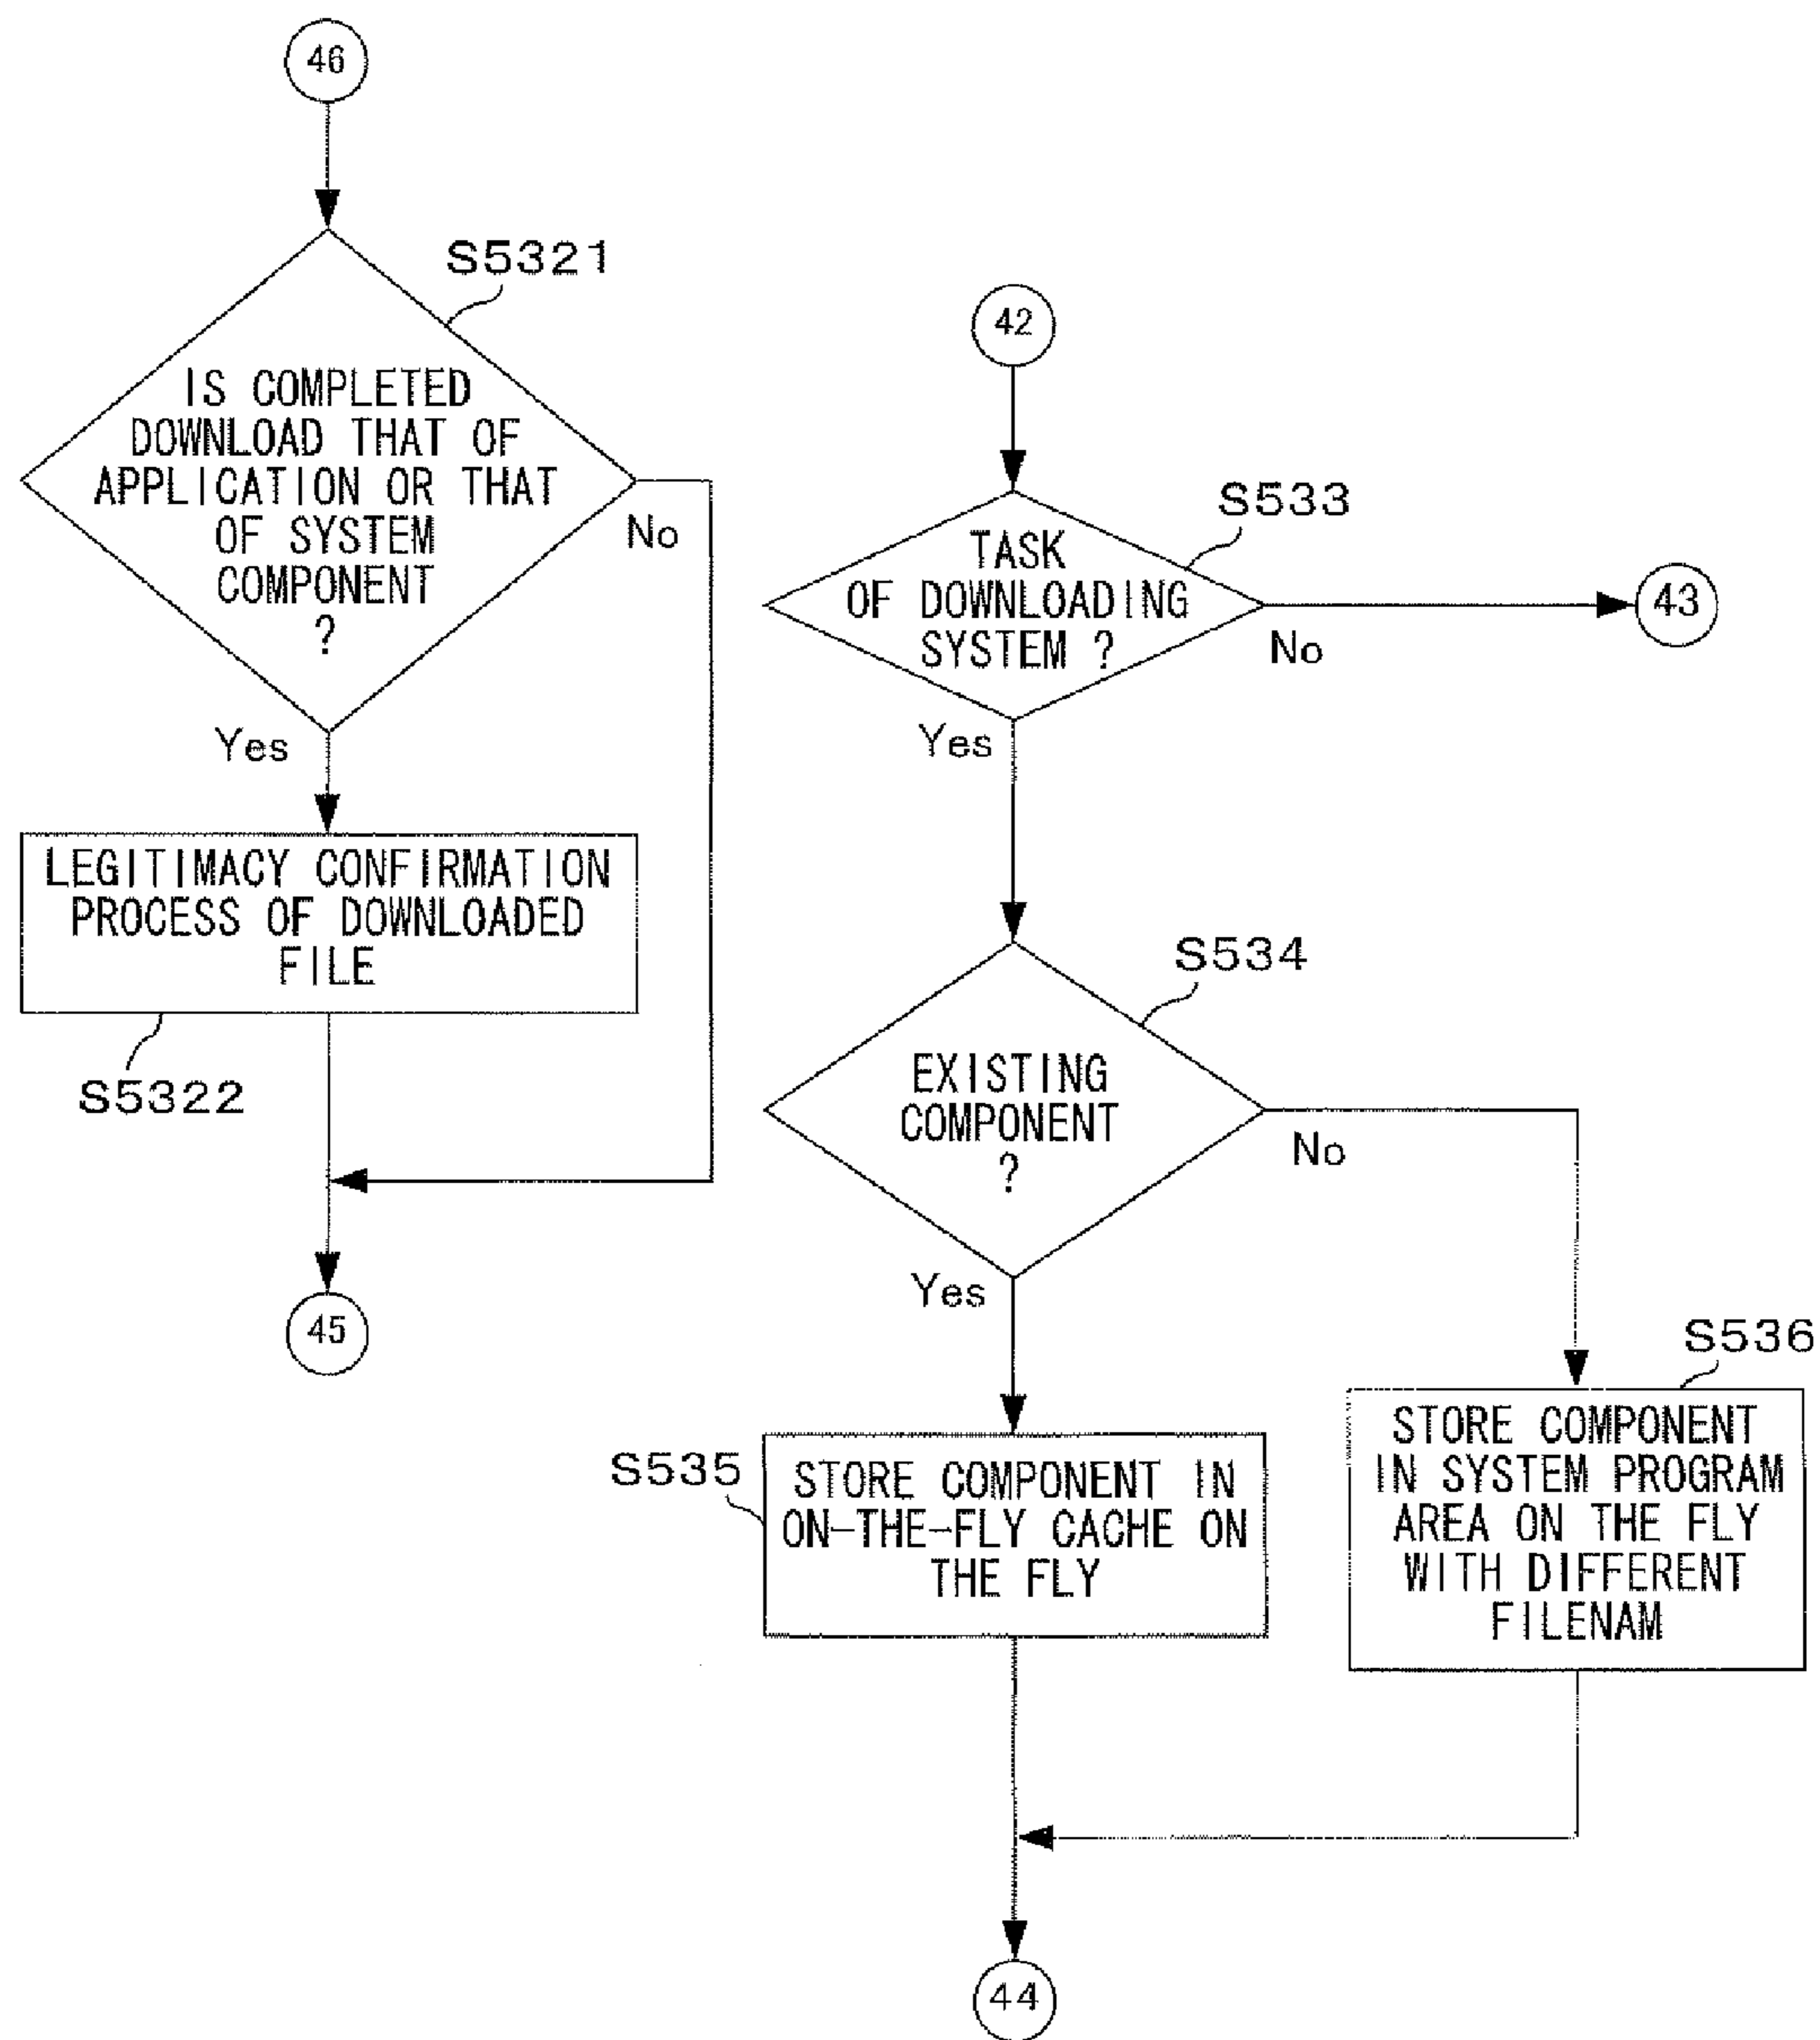 46
S5321
IS COMPLETED
DOWNLOAD THAT OF
APPLICATION OR THAT
OF SYSTEM
COMPONENT
?
No
Yes
LEGITIMACY CONFIRMATION
PROCESS OF DOWNLOADED
FILE
S5322
45
42
S533
TASK
OF DOWNLOADING
SYSTEM ?
No
43
Yes
S534
EXISTING
COMPONENT
?
No
Yes
S535
STORE COMPONENT IN
ON-THE-FLY CACHE ON
THE FLY
S536
STORE COMPONENT
IN SYSTEM PROGRAM
AREA ON THE FLY
WITH DIFFERENT
FILENAM
44